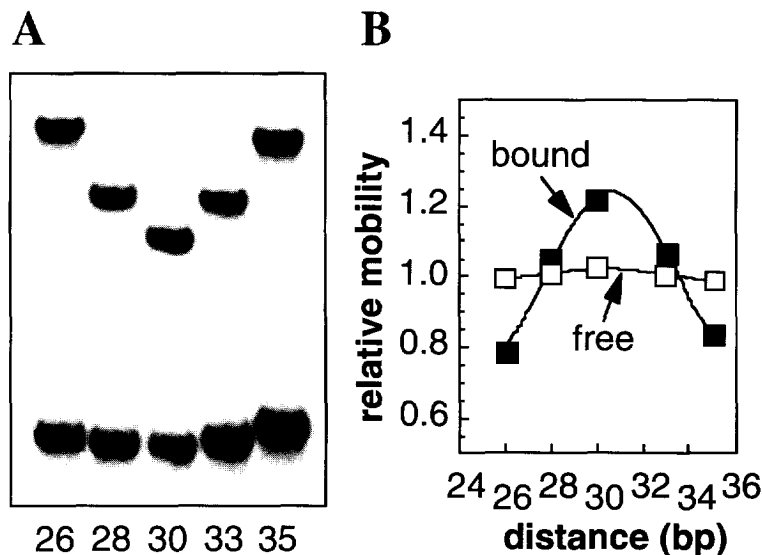 A
26 28 30 33 35
B
relative mobility
1.4
1.2
1.0
0.8
0.6
bound
free
24 26 28 30 32 34 36
distance (bp)